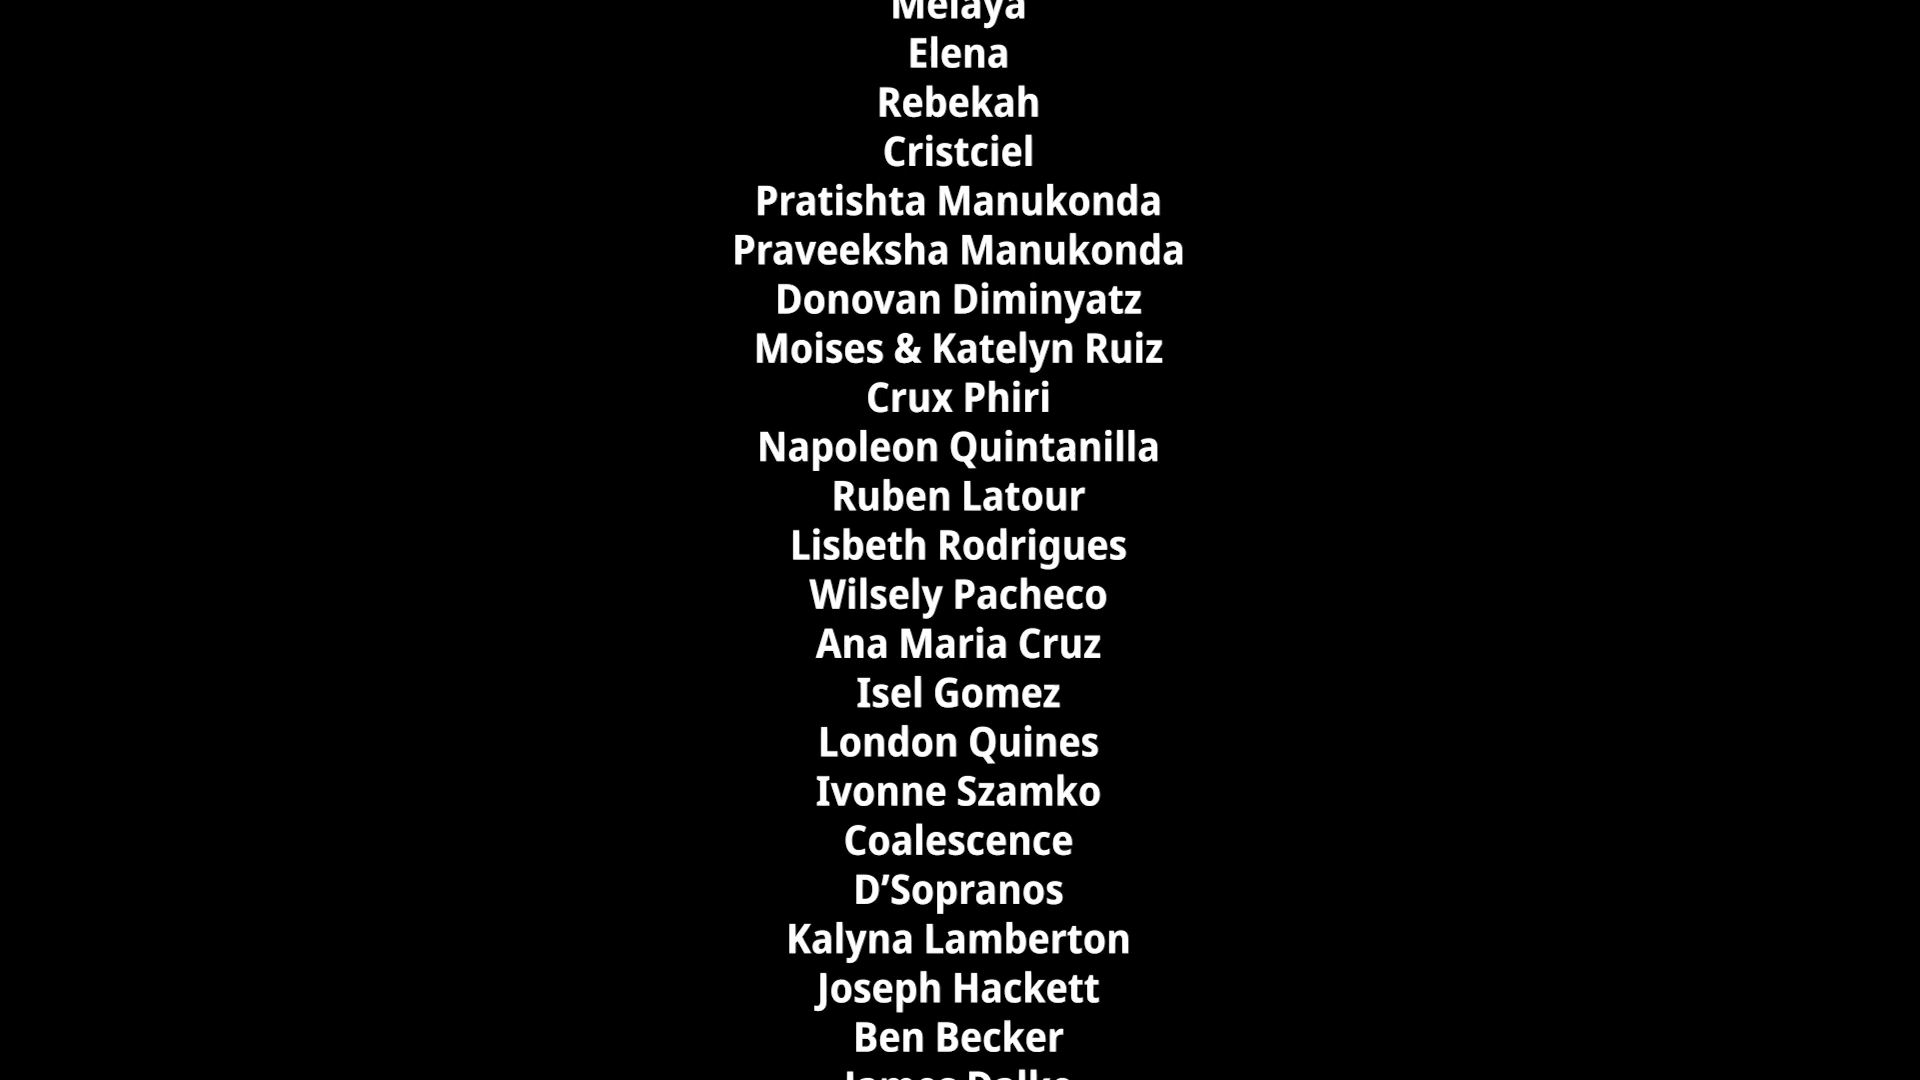 Melaya
Elena
Rebekah
Cristciel
Pratishta Manukonda
Praveeksha Manukonda
Donovan Diminyatz
Moises & Katelyn Ruiz
Crux Phiri
Napoleon Quintanilla
Ruben Latour
Lisbeth Rodrigues
Wilsely Pacheco
Ana Maria Cruz
Isel Gomez
London Quines
Ivonne Szamko
Coalescence
D’Sopranos
Kalyna Lamberton
Joseph Hackett
Ben Becker
James